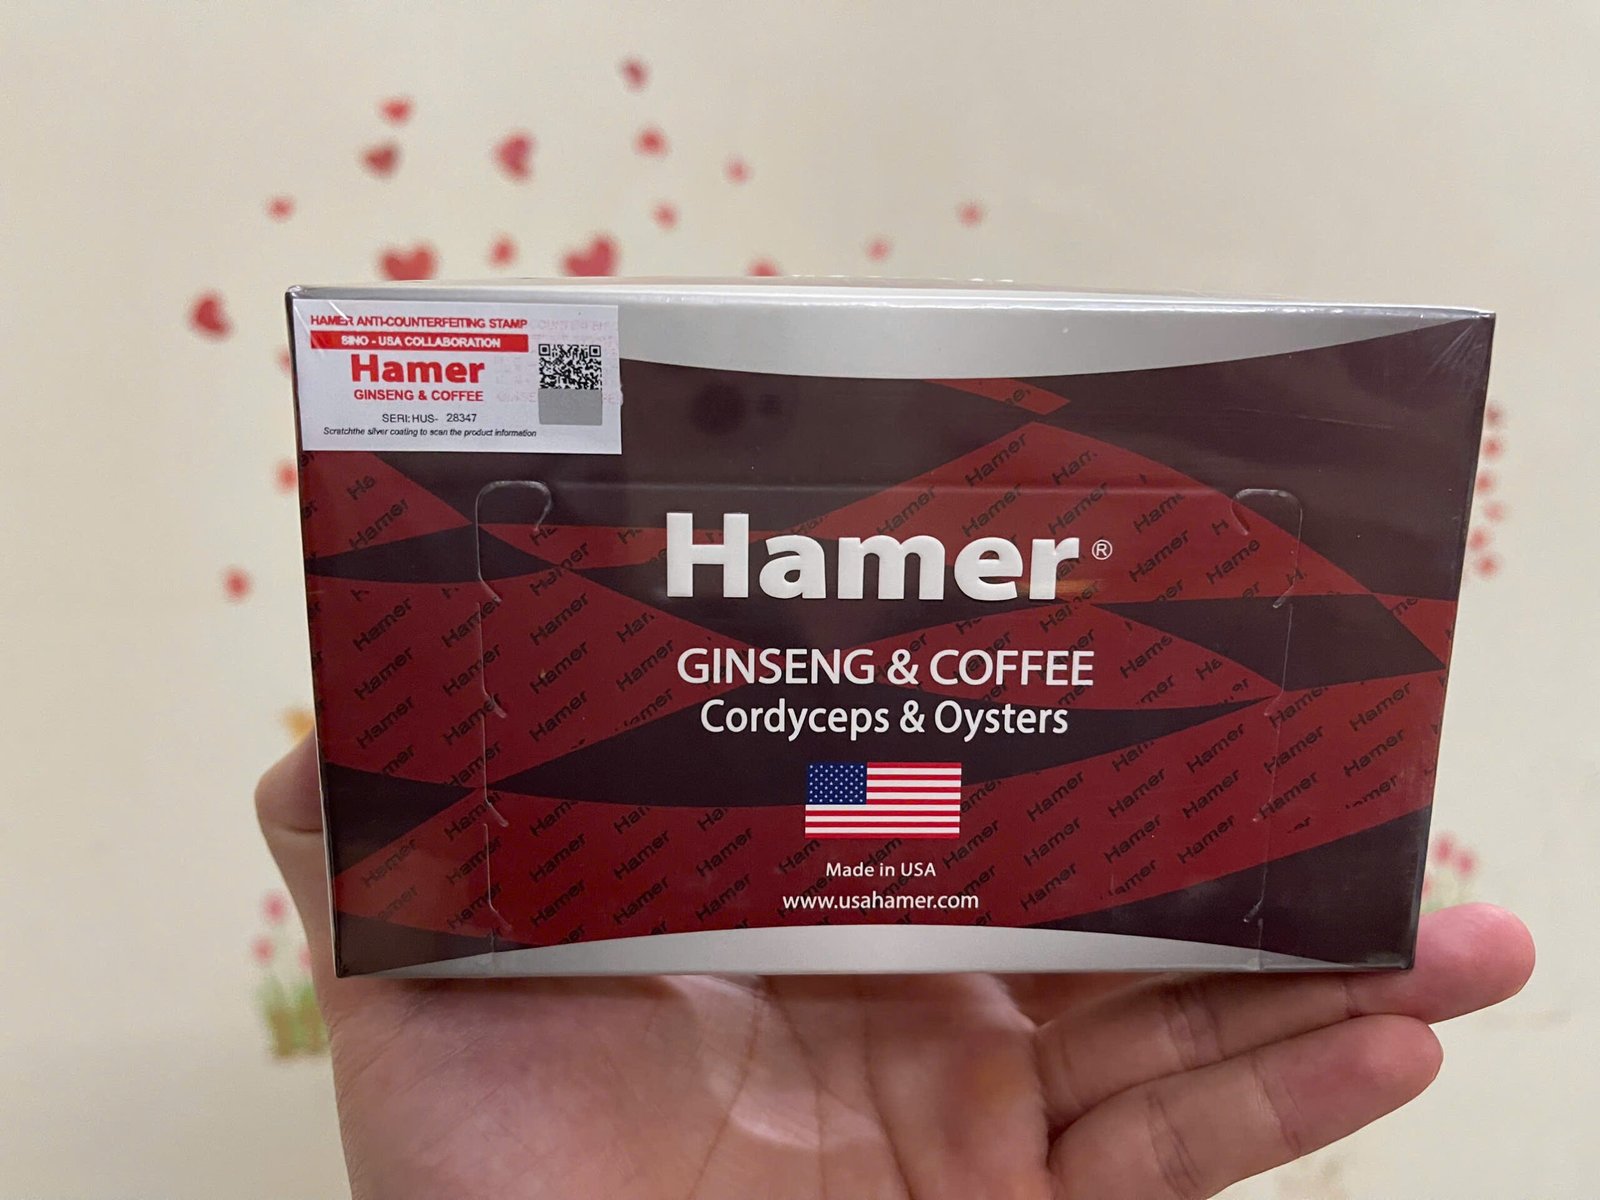 HAMER ANTI-COUNTERFEITING STAMP
SINO - USA COLLABORATION
Hamer
GINSENG & COFFEE
SERI: HUS- 28347
Scratchthe silver coating to scan the product information
Hamer®
GINSENG & COFFEE
Cordyceps & Oysters
Made in USA
www.usahamer.com